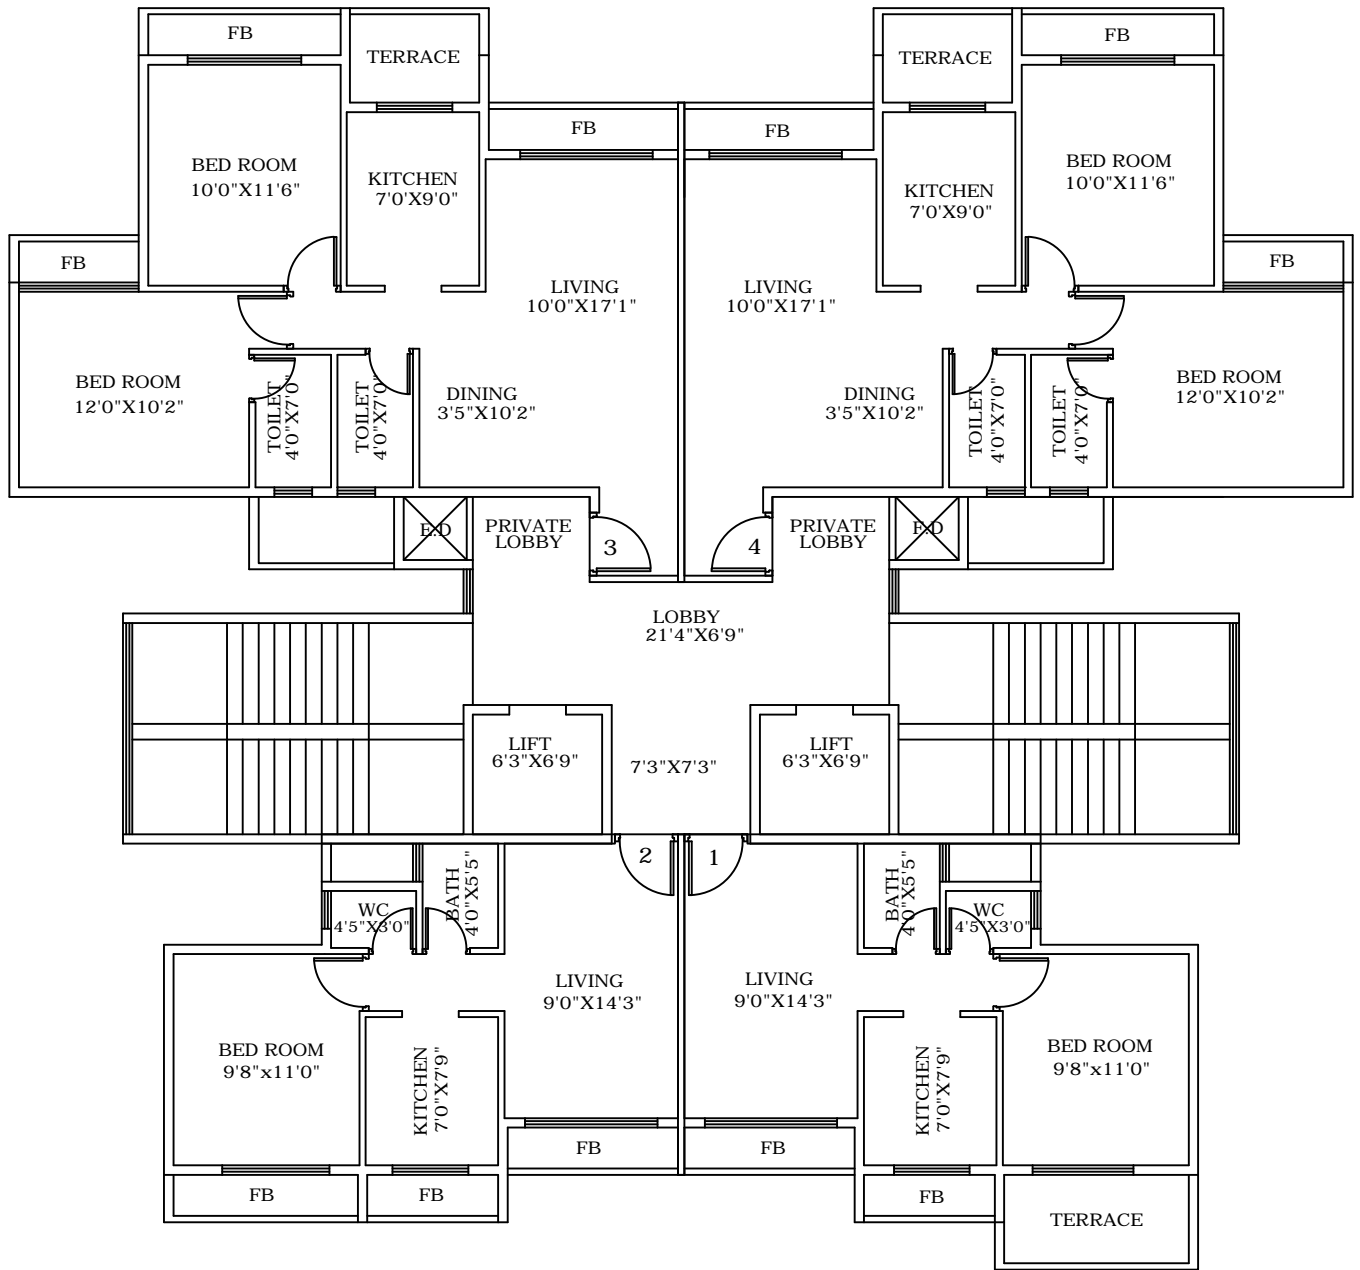 FB
TERRACE
TERRACE
FB
FB
FB
BED ROOM
10'0"X11'6"
KITCHEN
7'0'X9'0"
KITCHEN
7'0'X9'0"
BED ROOM
10'0"X11'6"
FB
LIVING
10'0"X17'1"
LIVING
10'0"X17'1"
FB
BED ROOM
12'0"X10'2"
TOILET
4'0"X7'0"
TOILET
4'0"X7'0"
DINING
3'5"X10'2"
DINING
3'5"X10'2"
TOILET
4'0"X7'0"
TOILET
4'0"X7'0"
BED ROOM
12'0"X10'2"
E.D
PRIVATE
LOBBY
3
4
PRIVATE
LOBBY
LOBBY
21'4"X6'9"
LIFT
6'3"X6'9"
7'3"X7'3"
LIFT
6'3"X6'9"
2
1
WC
4'5"X3'0"
BATH
4'0"X5'5"
BATH
4'0"X5'5"
WC
4'5"X3'0"
LIVING
9'0"X14'3"
LIVING
9'0"X14'3"
BED ROOM
9'8"x11'0"
KITCHEN
7'0"X7'9"
KITCHEN
7'0"X7'9"
BED ROOM
9'8"x11'0"
FB
FB
FB
FB
FB
TERRACE